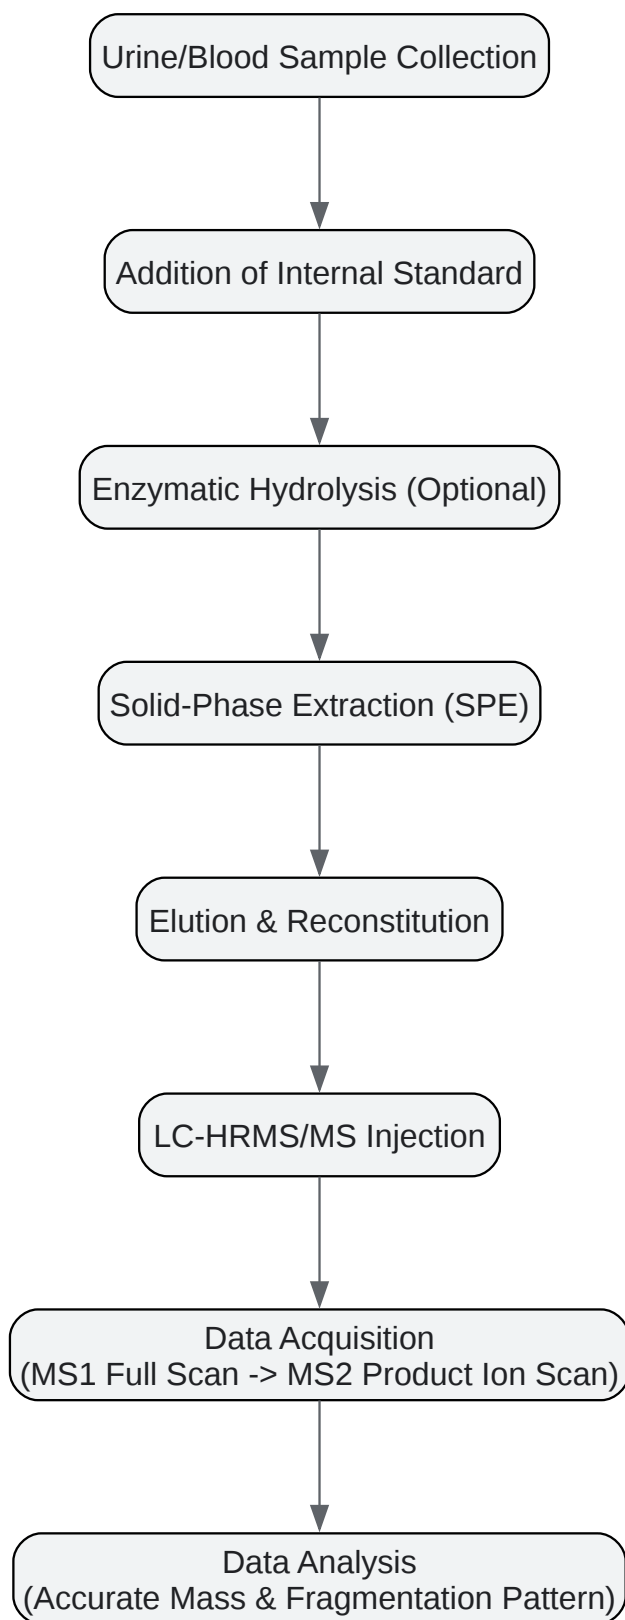 Urine/Blood Sample Collection
Addition of Internal Standard
Enzymatic Hydrolysis (Optional)
Solid-Phase Extraction (SPE)
Elution & Reconstitution
LC-HRMS/MS Injection
Data Acquisition
(MS1 Full Scan -> MS2 Product Ion Scan)
Data Analysis
(Accurate Mass & Fragmentation Pattern)